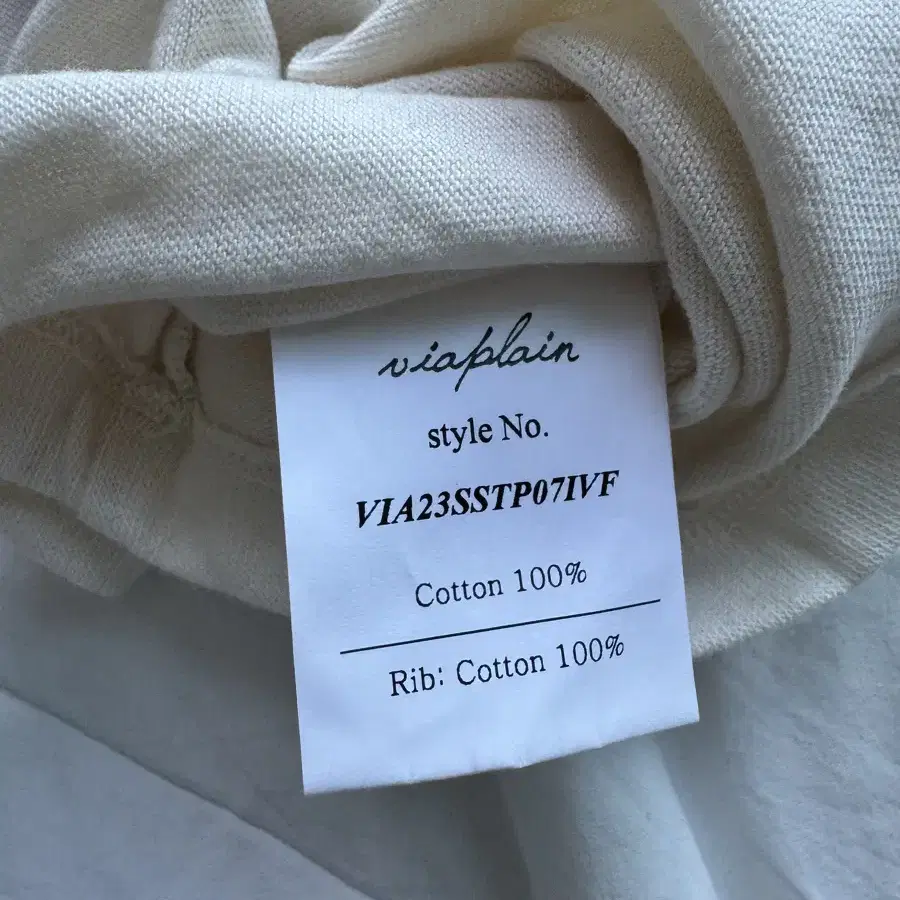 viaplain
style No.
VIA23SSTP07IVF
Cotton 100%
Rib: Cotton 100%